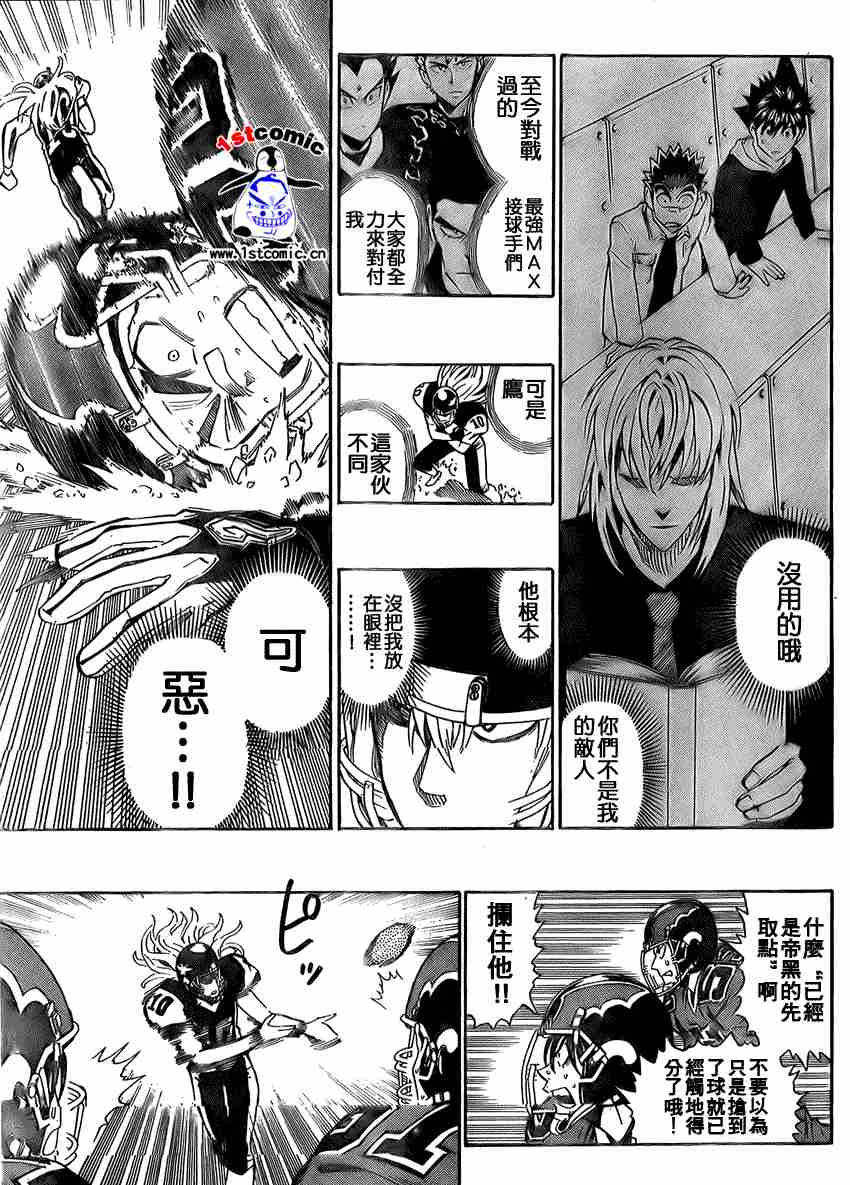 沒用的哦
你們不是我
的敵人
至今對戰
過的
最強MAX
接球手們
大家都全
力來對付
我
可是
鷹
這家伙
不同
他根本
沒把我放
在眼裡…
……！
1stcomic
www.1stcomic.cn
可
惡…!!
什麼“已經
是帝黑的先
取點”啊
不要以為
只是搶到
了球就已
經觸地得
分了哦！
攔住他!!
ピッ